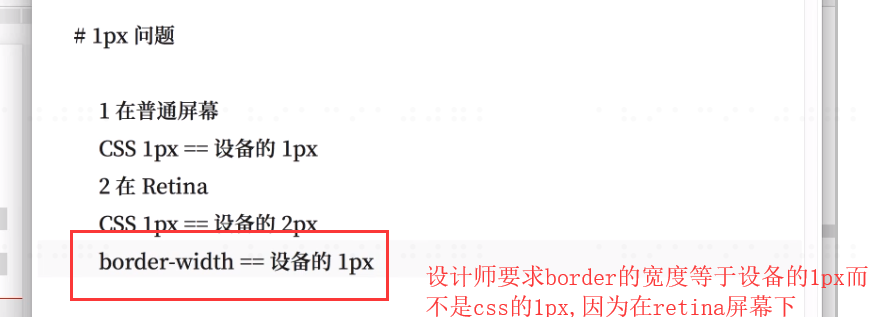 # 1px 问题
1 在普通屏幕
CSS 1px == 设备的 1px
2 在 Retina
CSS 1px == 设备的 2px
border-width == 设备的 1px
设计师要求border的宽度等于设备的1px而
不是css的1px,因为在retina屏幕下